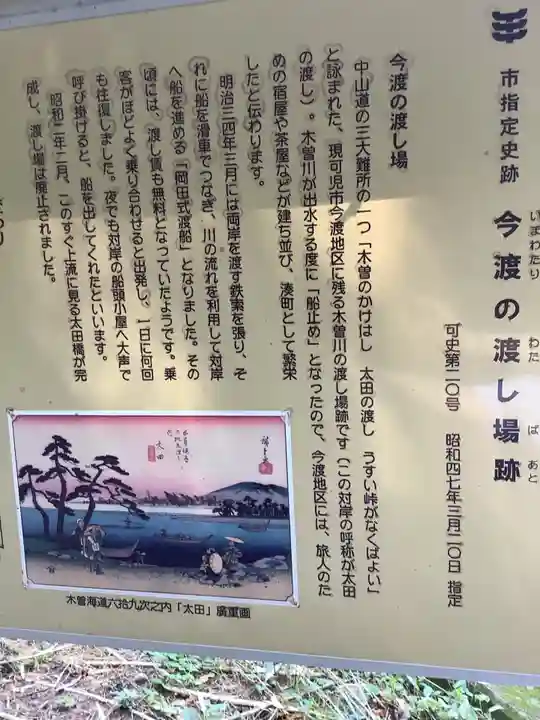 市指定史跡 今渡の渡し場跡
いまわたり わた ばあと
可史第二〇号 昭和四七年三月二〇日 指定
今渡の渡し場
中山道の三大難所の一つ「木曽のかけはし 太田の渡し うすい峠がなくばよい」
と詠まれた、現可児市今渡地区に残る木曽川の渡し場跡です（この対岸の呼称が太田
の渡し）。木曽川が出水する度に「船止め」となったので、今渡地区には、旅人のた
めの宿屋や茶屋などが建ち並び、湊町として繁栄
したと伝わります。
明治三四年三月には両岸を渡す鉄索を張り、そ
れに船を滑車でつなぎ、川の流れを利用して対岸
へ船を進める「岡田式渡船」となりました。その
頃には、渡し賃も無料となっていたようです。乗
客がほどよく乗り合わせると出発し、一日に何回
も往復しました。夜でも対岸の船頭小屋へ大声で
呼び掛けると、船を出してくれたといいます。
昭和二年二月、このすぐ上流に見る太田橋が完
成し、渡し場は廃止されました。
太田
廣重画
木曽海道六拾九次之内「太田」廣重画